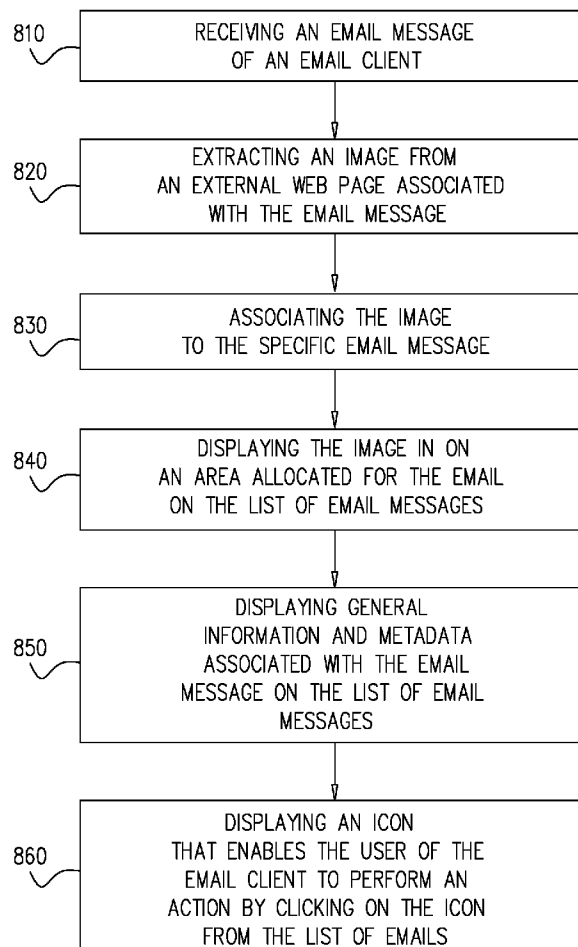 810
RECEIVING AN EMAIL MESSAGE
OF AN EMAIL CLIENT
820
EXTRACTING AN IMAGE FROM
AN EXTERNAL WEB PAGE ASSOCIATED
WITH THE EMAIL MESSAGE
830
ASSOCIATING THE IMAGE
TO THE SPECIFIC EMAIL MESSAGE
840
DISPLAYING THE IMAGE IN ON
AN AREA ALLOCATED FOR THE EMAIL
ON THE LIST OF EMAIL MESSAGES
850
DISPLAYING GENERAL
INFORMATION AND METADATA
ASSOCIATED WITH THE EMAIL
MESSAGE ON THE LIST OF EMAIL
MESSAGES
860
DISPLAYING AN ICON
THAT ENABLES THE USER OF THE
EMAIL CLIENT TO PERFORM AN
ACTION BY CLICKING ON THE ICON
FROM THE LIST OF EMAILS